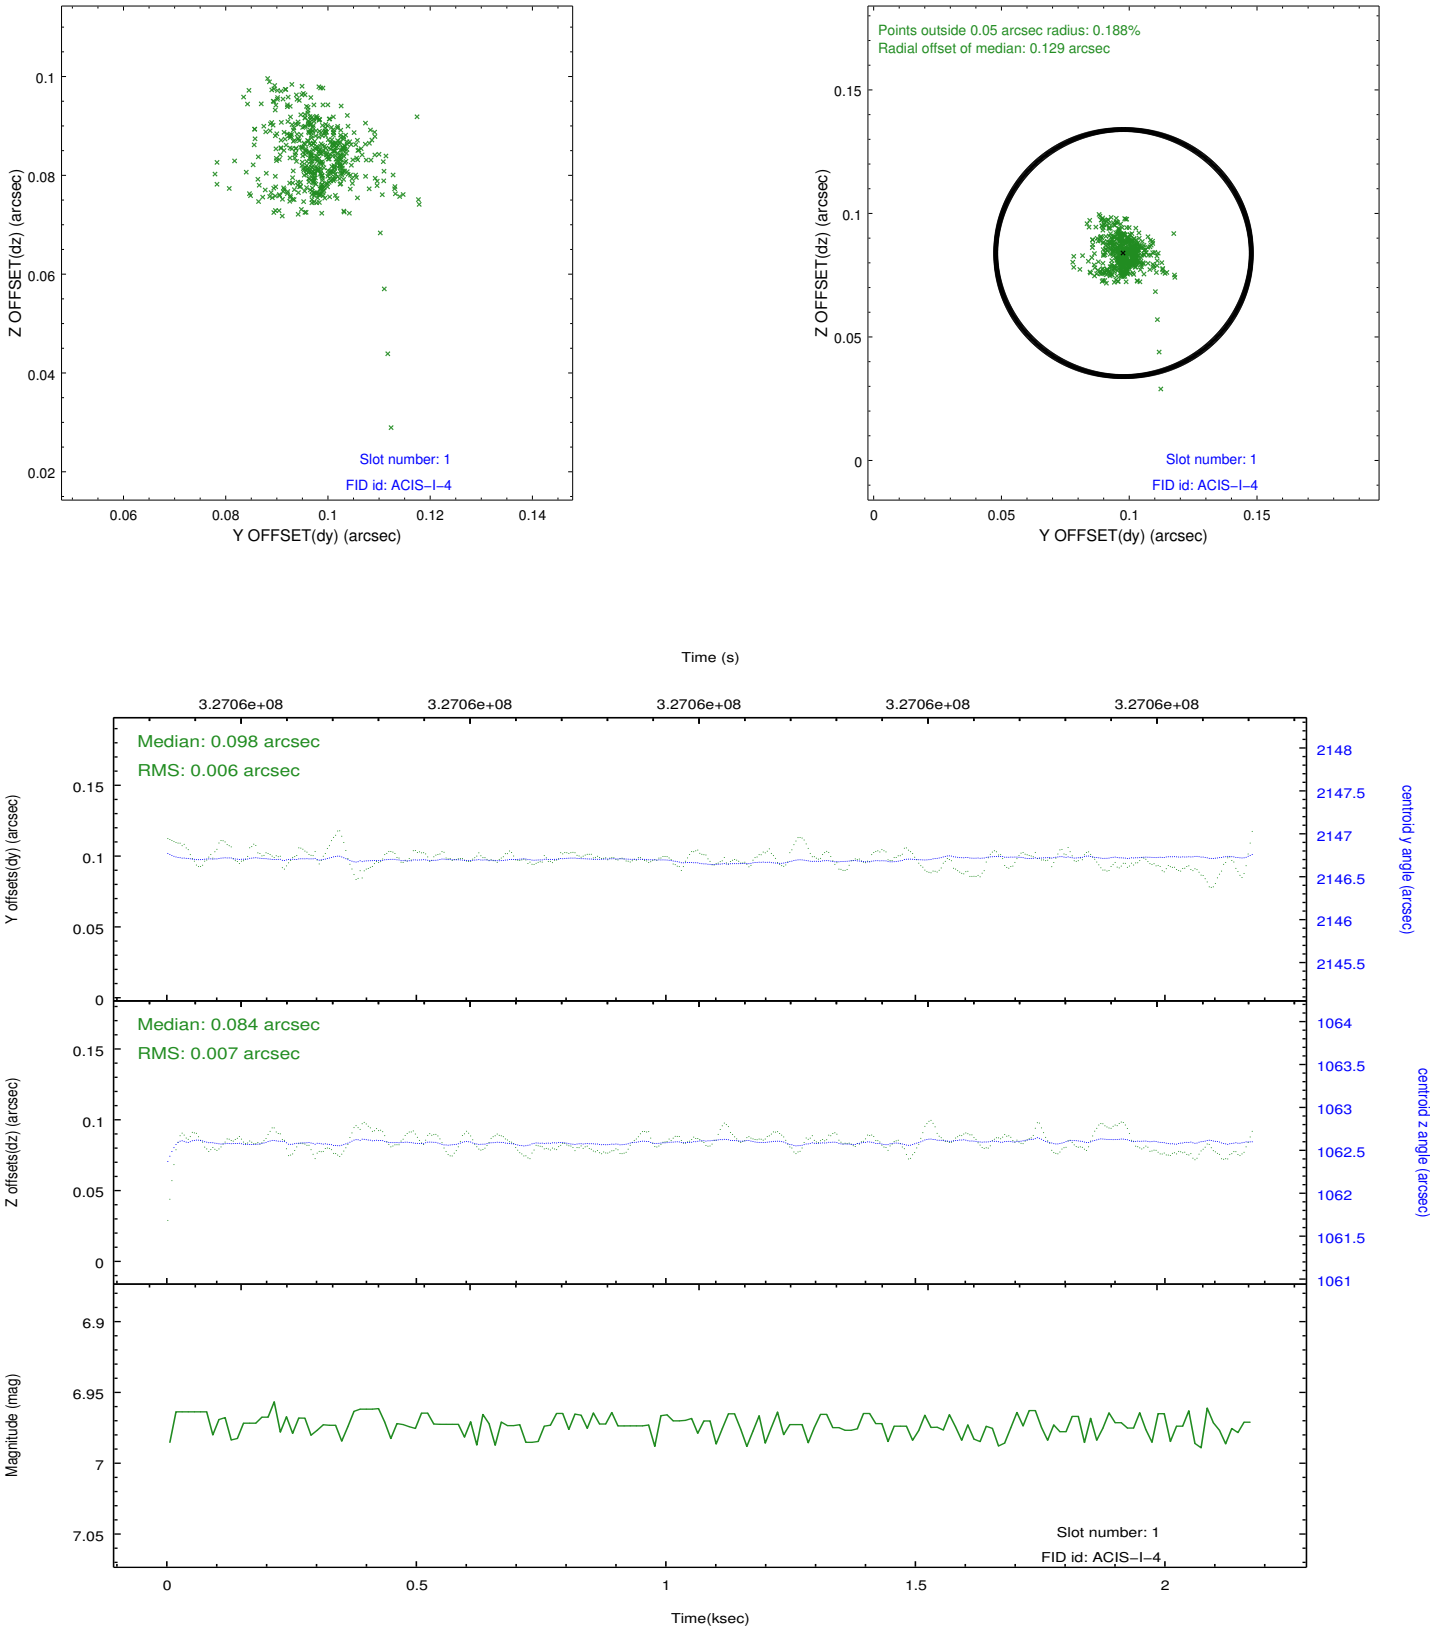 0.1
0.08
0.06
0.04
0.02
Z OFFSET(dz) (arcsec)
Slot number: 1
FID id: ACIS−I−4
0.06
0.08
0.1
0.12
0.14
Y OFFSET(dy) (arcsec)
Points outside 0.05 arcsec radius: 0.188%
Radial offset of median: 0.129 arcsec
0.15
0.1
0.05
0
Z OFFSET(dz) (arcsec)
Slot number: 1
FID id: ACIS−I−4
0
0.05
0.1
0.15
Y OFFSET(dy) (arcsec)
Time (s)
3.2706e+08
3.2706e+08
3.2706e+08
3.2706e+08
3.2706e+08
Median: 0.098 arcsec
RMS: 0.006 arcsec
0.15
0.1
0.05
0
Y offsets(dy) (arcsec)
2148
2147.5
2147
2146.5
2146
2145.5
centroid y angle (arcsec)
Median: 0.084 arcsec
RMS: 0.007 arcsec
0.15
0.1
0.05
0
Z offsets(dz) (arcsec)
1064
1063.5
1063
1062.5
1062
1061.5
1061
centroid z angle (arcsec)
6.9
6.95
7
7.05
Magnitude (mag)
Slot number: 1
FID id: ACIS−I−4
0
0.5
1
1.5
2
Time(ksec)